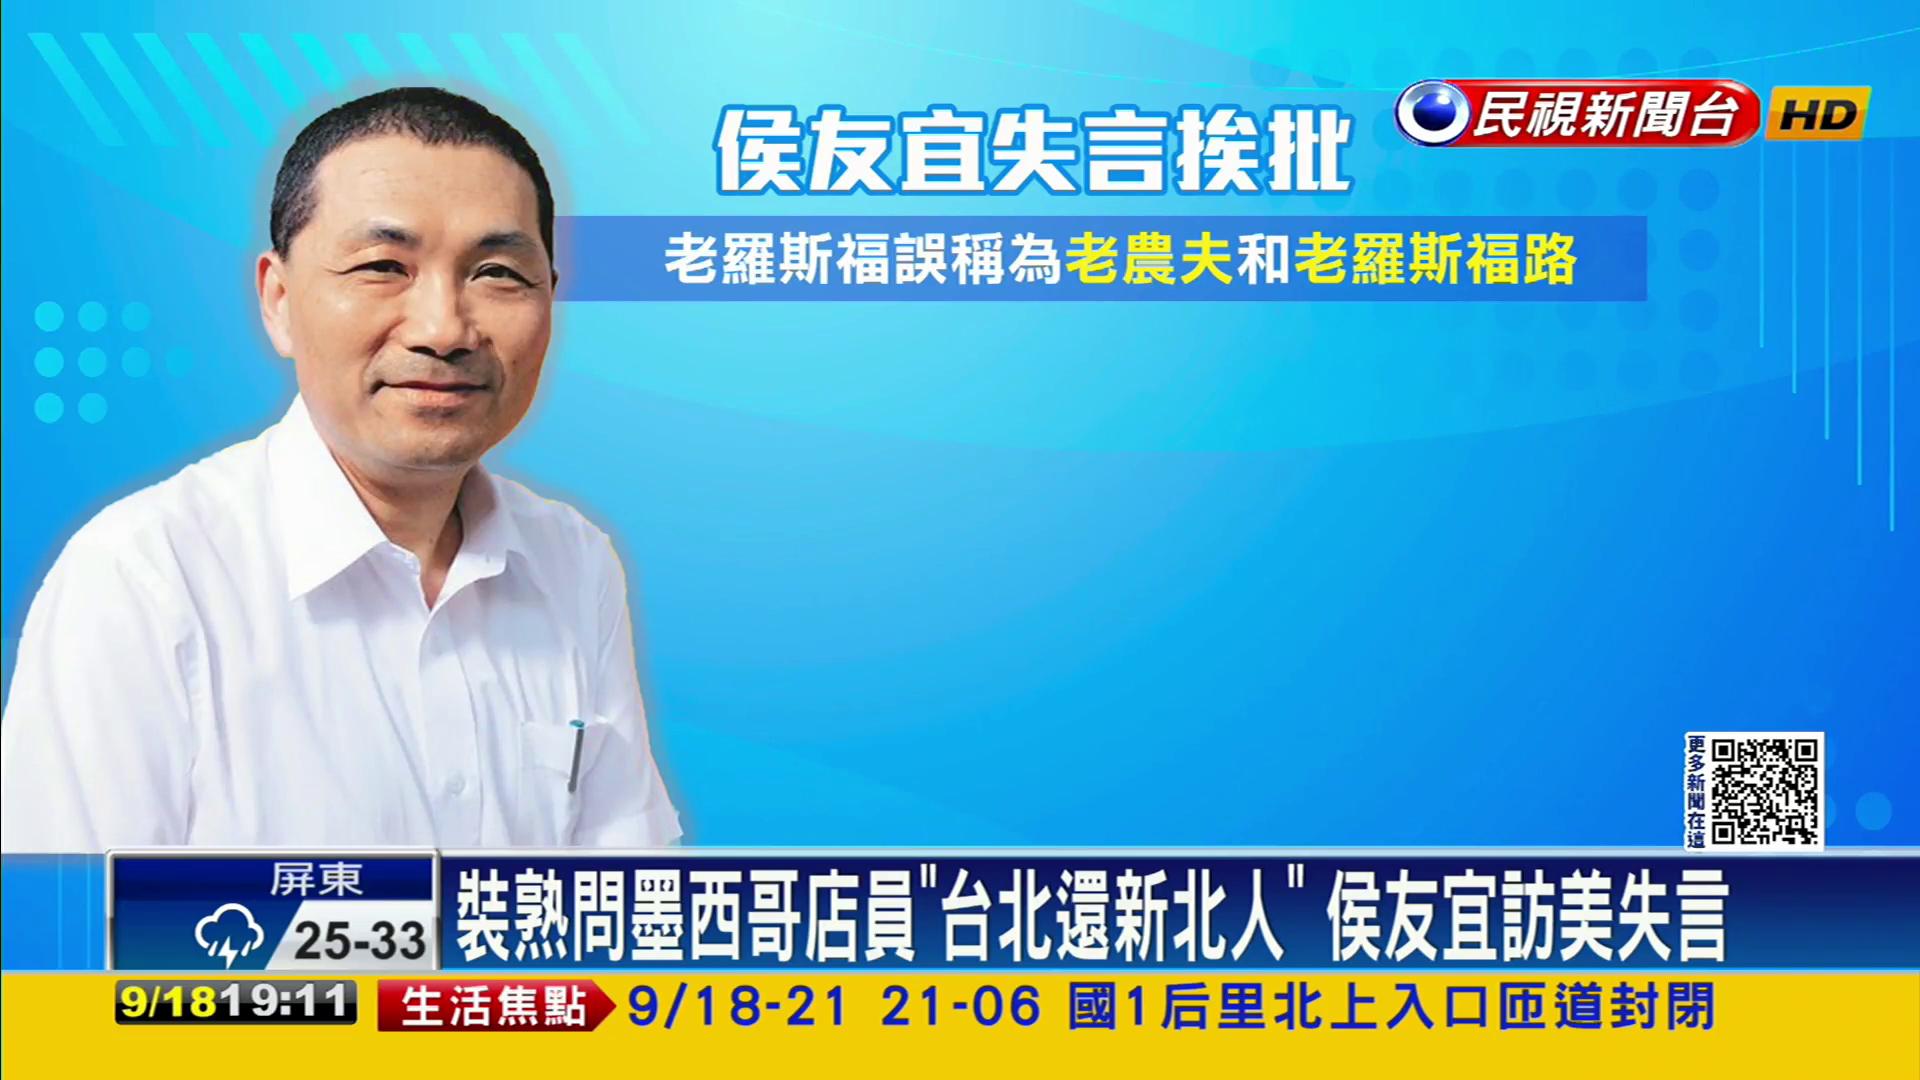 民視新聞台 HD
侯友宜失言挨批
老羅斯福誤稱為老農夫和老羅斯福路
更多新聞在這
屏東
25-33
裝熟問墨西哥店員"台北還新北人" 侯友宜訪美失言
9/18 19:11 生活焦點 9/18-21 21-06 國1后里北上入口匝道封閉